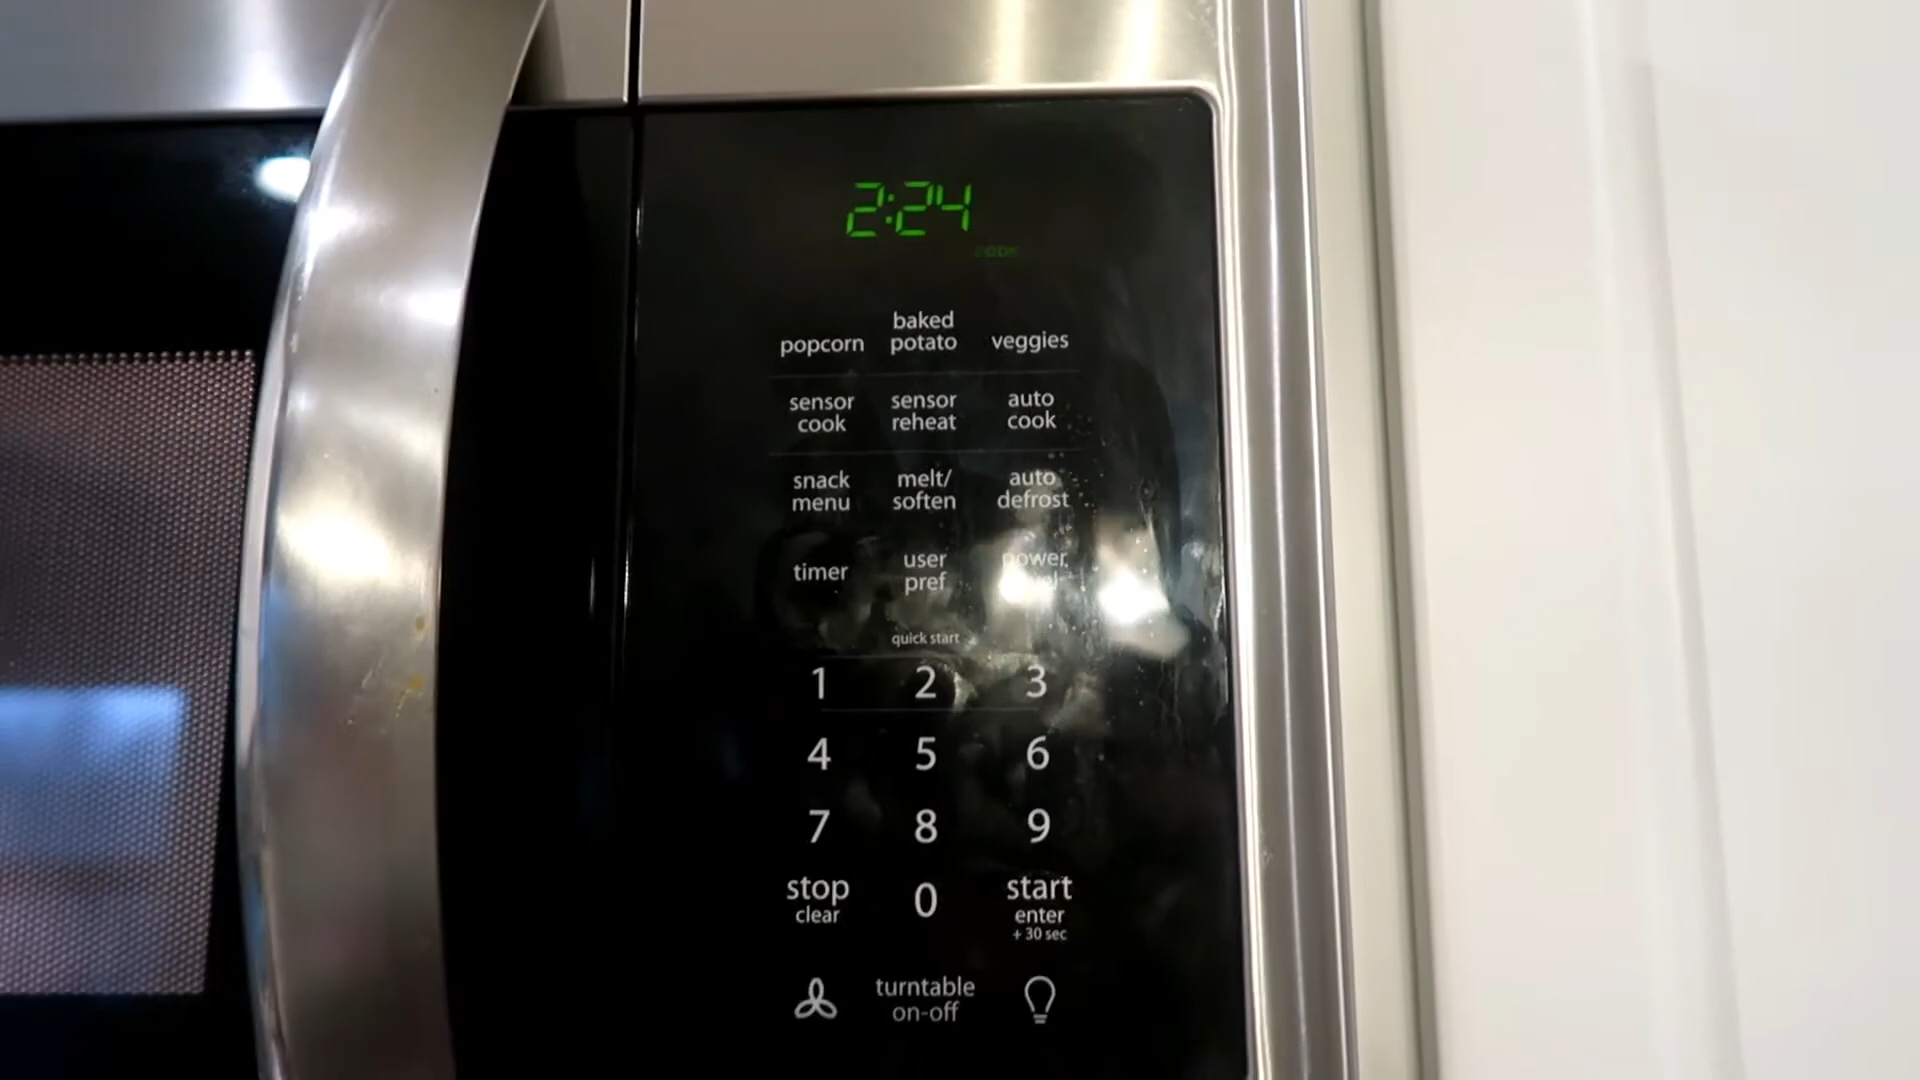 2:24
popcorn baked potato veggies
sensor cook sensor reheat auto cook
snack menu melt/ soften auto defrost
timer user pref power
quick start
1 2 3
4 5 6
7 8 9
stop clear 0 start enter + 30 sec
turntable on-off